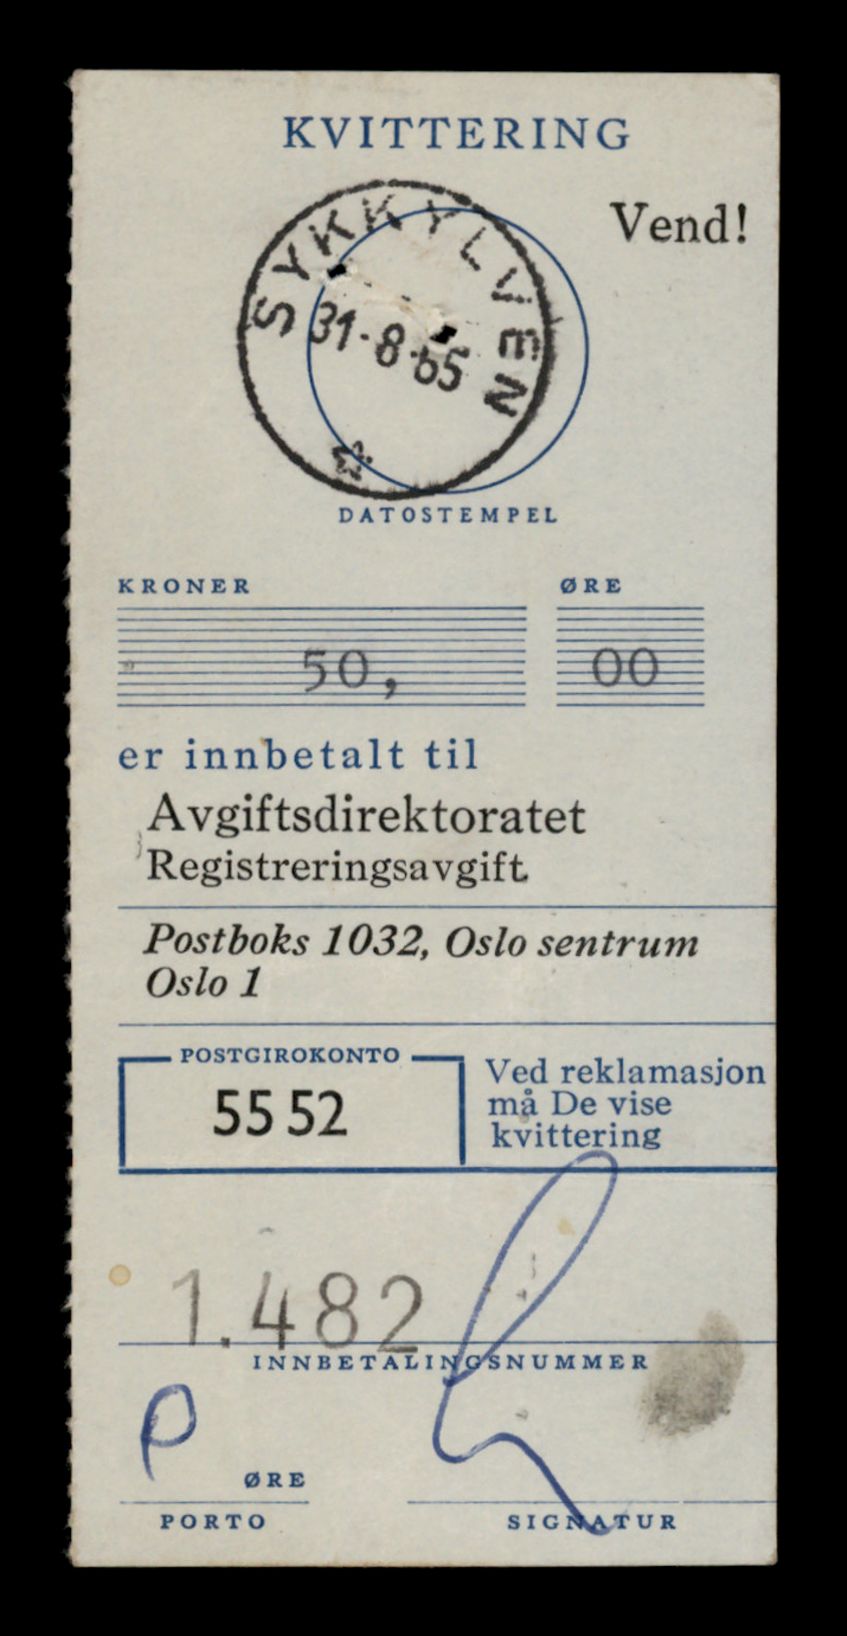 KVITTERING
Vend!
SYKKYLVEN
31-8-65
DATOSTEMPEL
KRONER ØRE
50, 00
er innbetalt til
Avgiftsdirektoratet
Registreringsavgift
Postboks 1032, Oslo sentrum
Oslo 1
POSTGIROKONTO
55 52
Ved reklamasjon
må De vise
kvittering
1.482
INNBETALINGSNUMMER
P
ØRE
PORTO
SIGNATUR